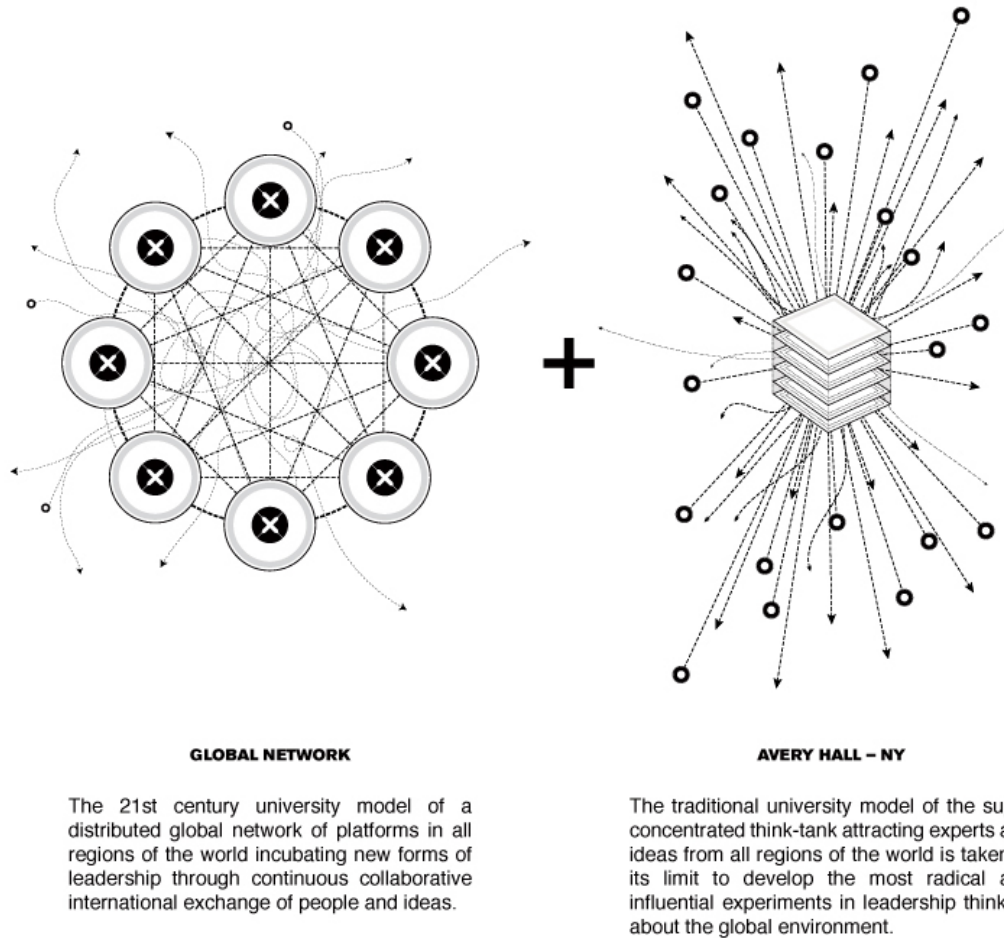 GLOBAL NETWORK
The 21st century university model of a
distributed global network of platforms in all
regions of the world incubating new forms of
leadership through continuous collaborative
international exchange of people and ideas.
AVERY HALL – NY
The traditional university model of the
concentrated think-tank attracting experts
ideas from all regions of the world is taken
its limit to develop the most radical
influential experiments in leadership
about the global environment.